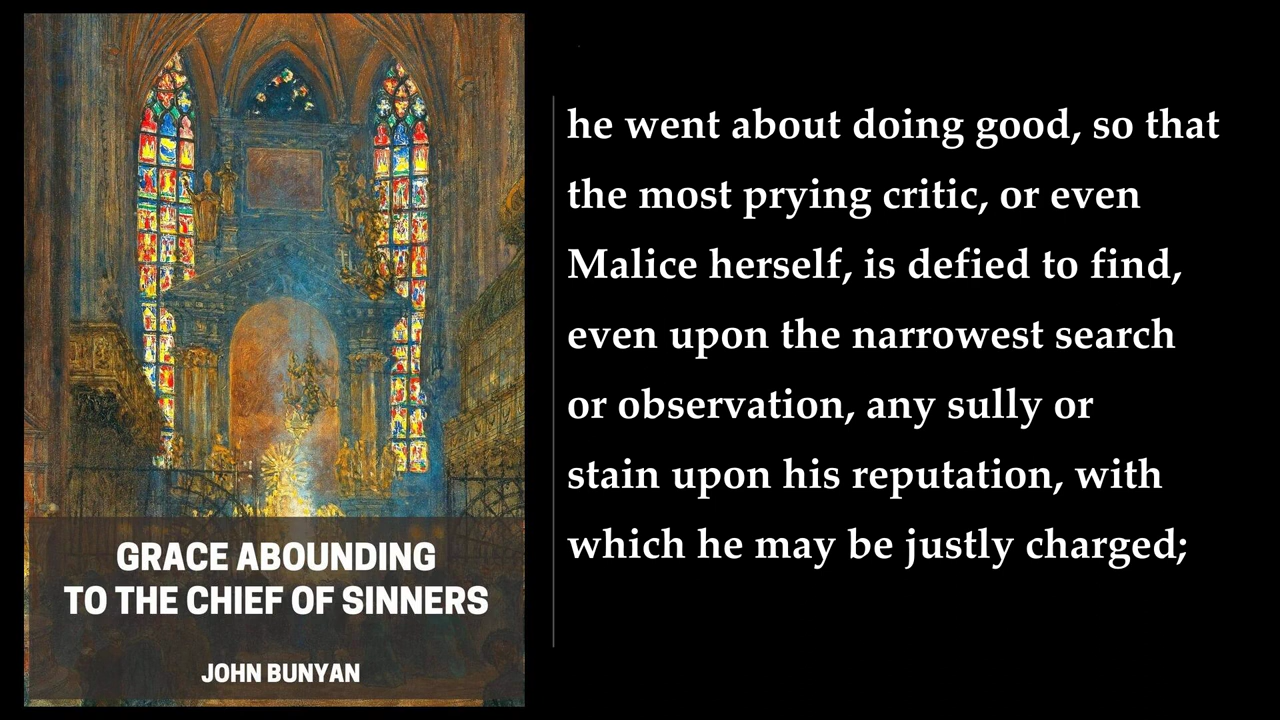 GRACE ABOUNDING
TO THE CHIEF OF SINNERS
JOHN BUNYAN
he went about doing good, so that
the most prying critic, or even
Malice herself, is defied to find,
even upon the narrowest search
or observation, any sully or
stain upon his reputation, with
which he may be justly charged;